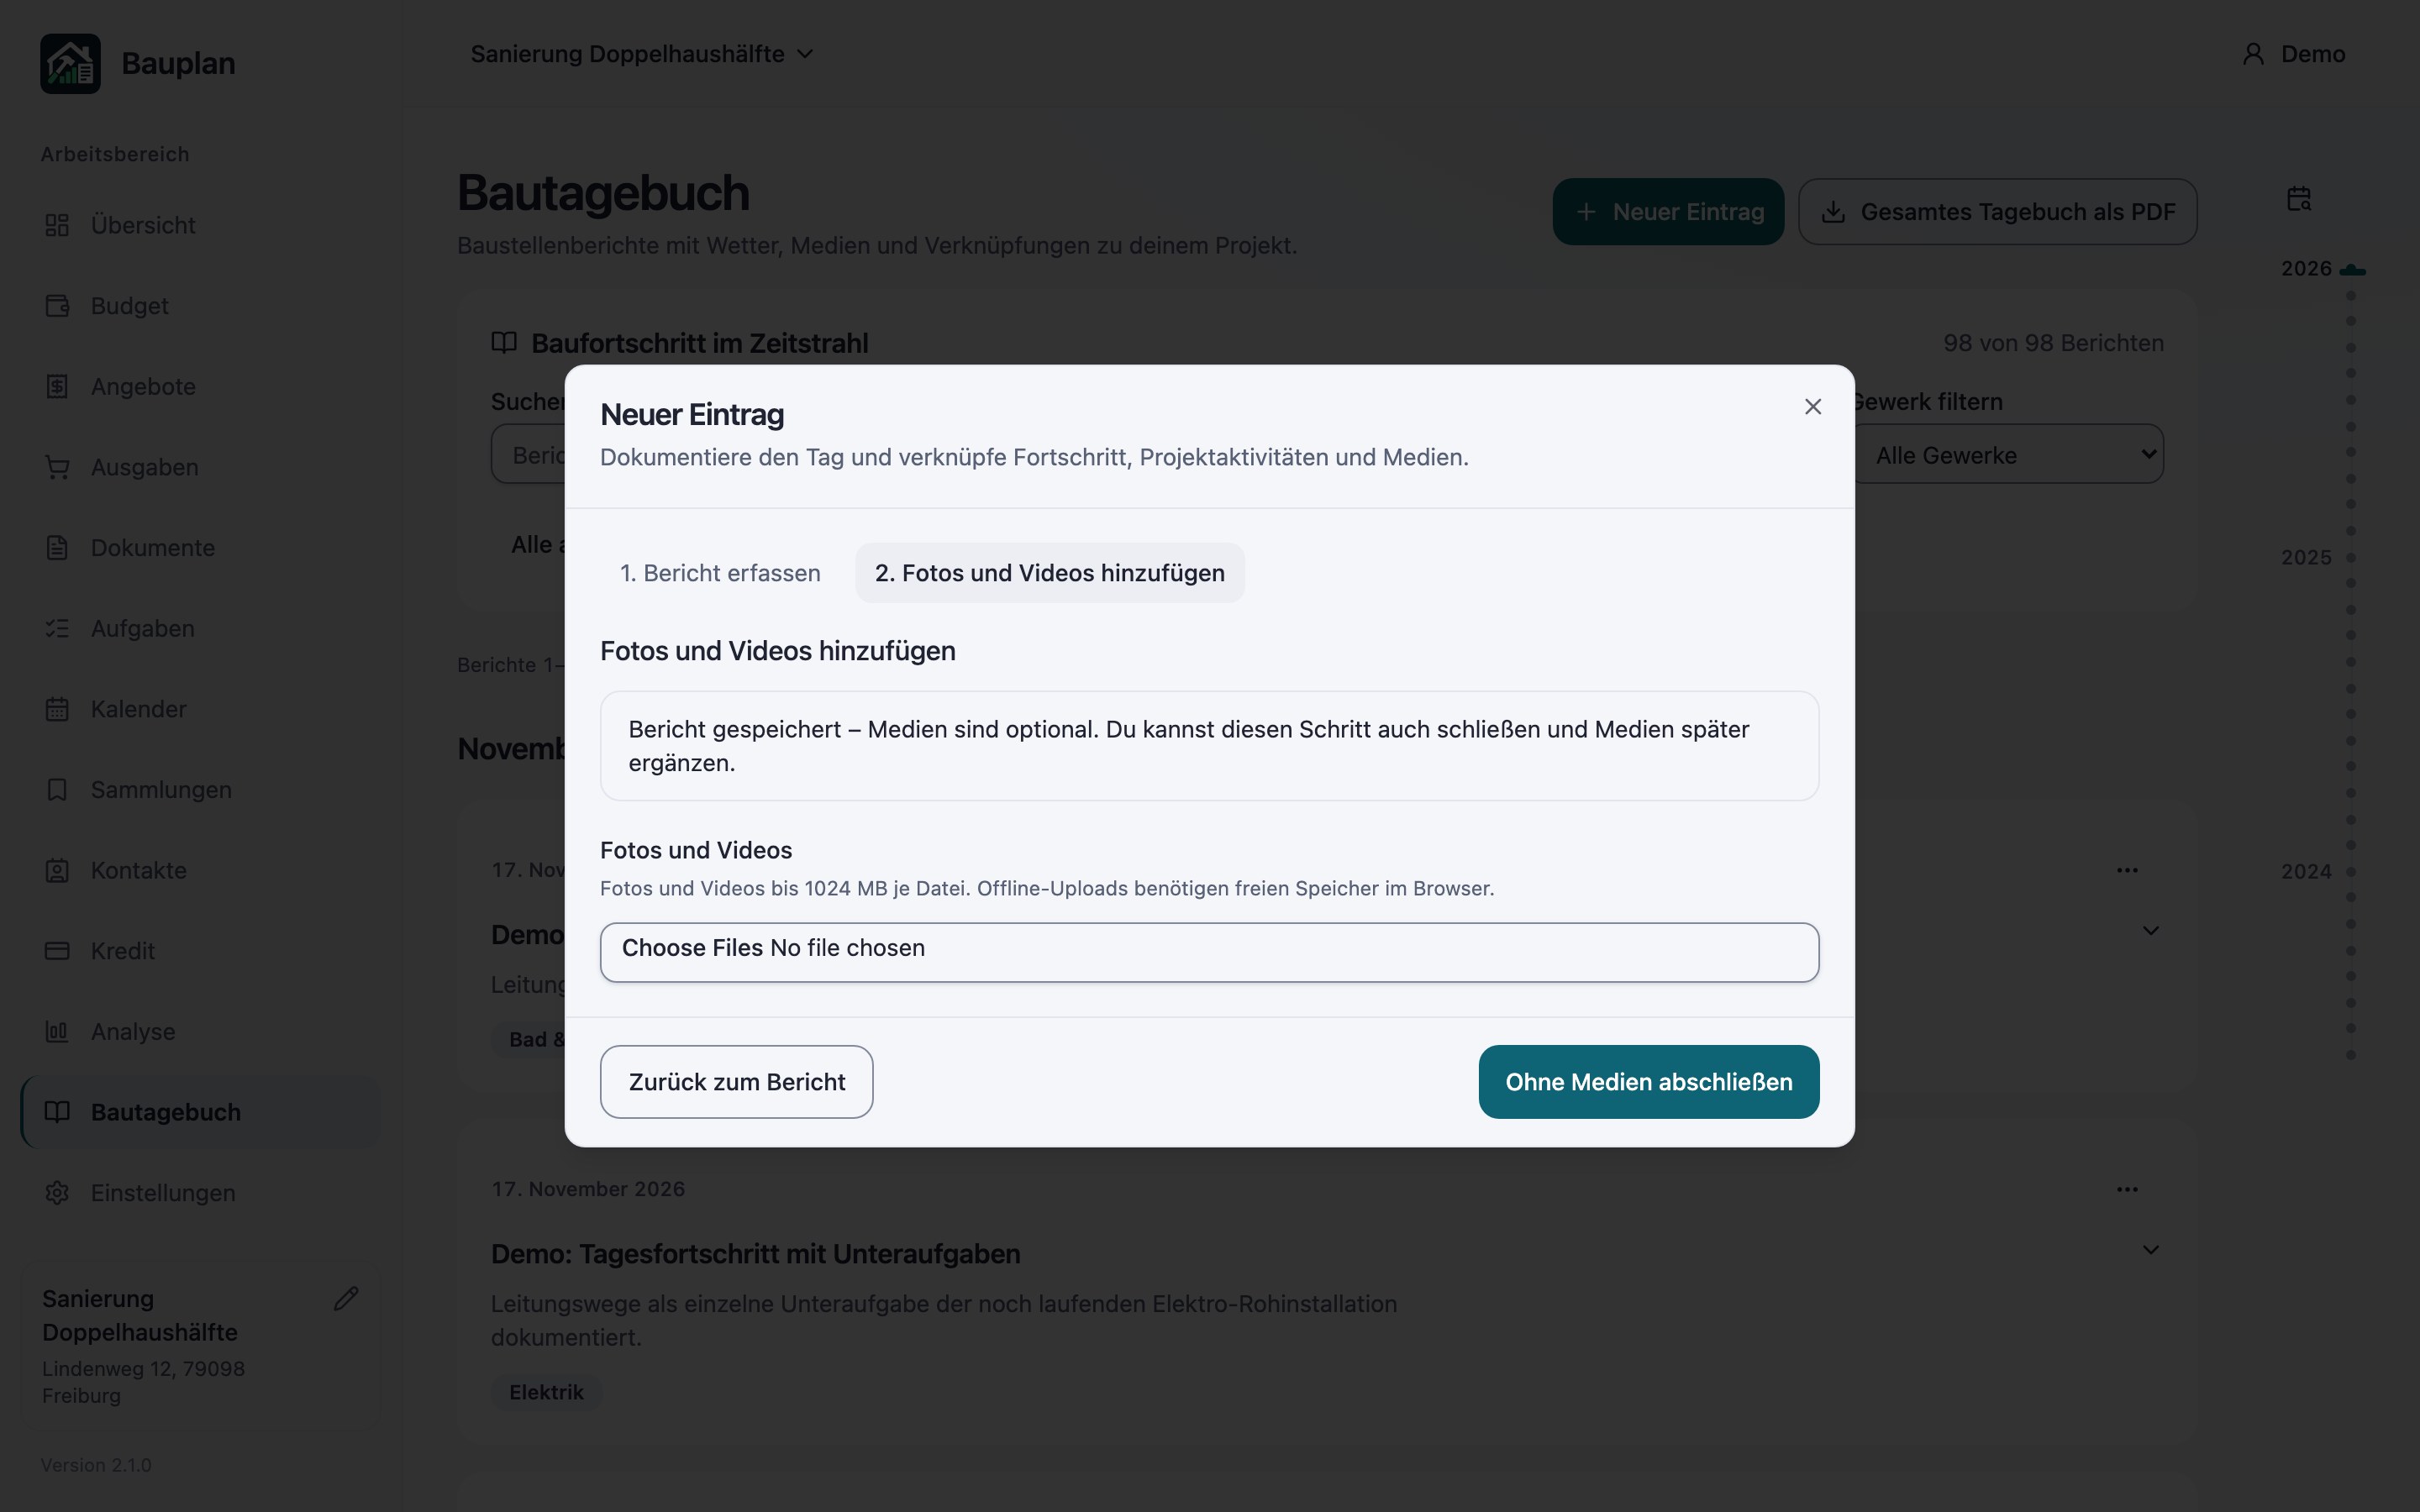 Bauplan
Sanierung Doppelhaushälfte
Demo
Arbeitsbereich
Übersicht
Budget
Angebote
Ausgaben
Dokumente
Aufgaben
Kalender
Sammlungen
Kontakte
Kredit
Analyse
Bautagebuch
Einstellungen
Sanierung
Doppelhaushälfte
Lindenweg 12, 79098
Freiburg
Version 2.1.0
Bautagebuch
Baustellenberichte mit Wetter, Medien und Verknüpfungen zu deinem Projekt.
Neuer Eintrag
Gesamtes Tagebuch als PDF
Baufortschritt im Zeitstrahl
98 von 98 Berichten
Gewerk filtern
Alle Gewerke
Berichte 1–
Neuer Eintrag
Dokumentiere den Tag und verknüpfe Fortschritt, Projektaktivitäten und Medien.
1. Bericht erfassen
2. Fotos und Videos hinzufügen
Fotos und Videos hinzufügen
Bericht gespeichert – Medien sind optional. Du kannst diesen Schritt auch schließen und Medien später
ergänzen.
Fotos und Videos
Fotos und Videos bis 1024 MB je Datei. Offline-Uploads benötigen freien Speicher im Browser.
Choose Files No file chosen
Zurück zum Bericht
Ohne Medien abschließen
17. Nov
Demo
Bad &
17. November 2026
Demo: Tagesfortschritt mit Unteraufgaben
Leitungswege als einzelne Unteraufgabe der noch laufenden Elektro-Rohinstallation
dokumentiert.
Elektrik
2026
2025
2024